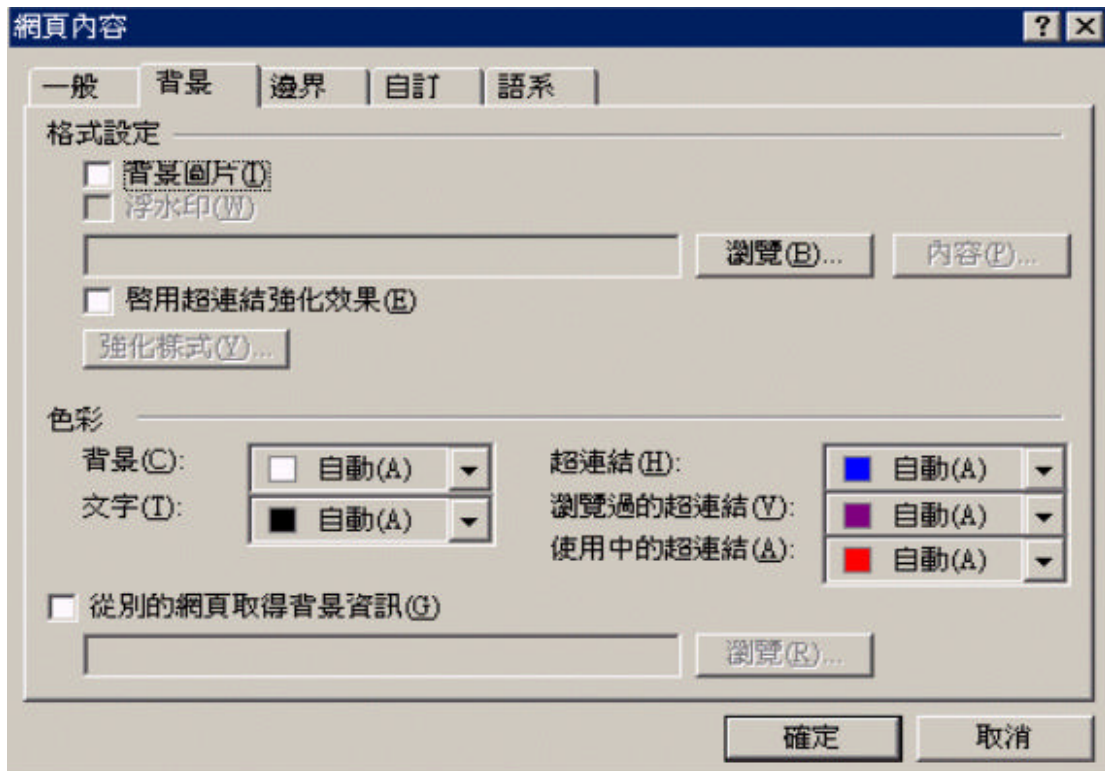 網頁內容
一般 背景 邊界 自訂 語系
格式設定
背景圖片(I)
浮水印(W)
瀏覽(B)... 內容(P)...
啓用超連結強化效果(E)
強化樣式(Y)...
色彩
背景(C): 自動(A) 超連結(H): 自動(A)
文字(T): 自動(A) 瀏覽過的超連結(V): 自動(A)
使用中的超連結(A): 自動(A)
從別的網頁取得背景資訊(G)
瀏覽(R)...
確定 取消